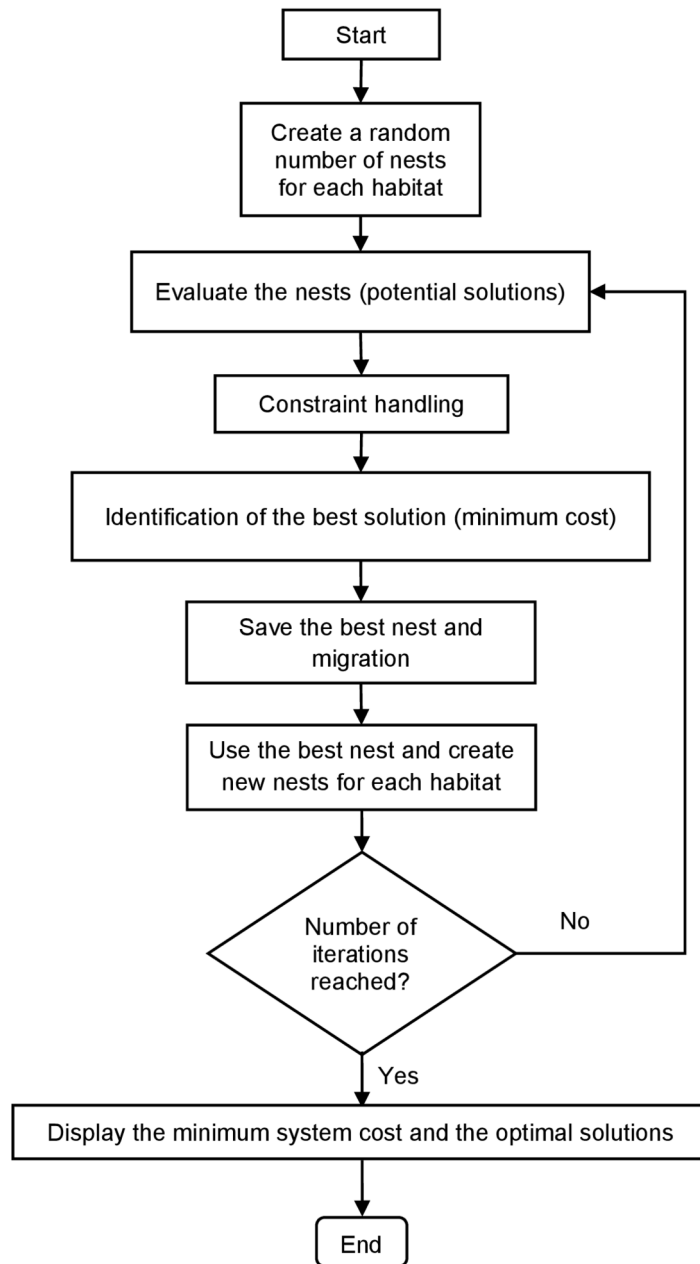 Start
Create a random
number of nests
for each habitat
Evaluate the nests (potential solutions)
Constraint handling
Identification of the best solution (minimum cost)
Save the best nest and
migration
Use the best nest and create
new nests for each habitat
Number of
iterations
reached?
No
Yes
Display the minimum system cost and the optimal solutions
End